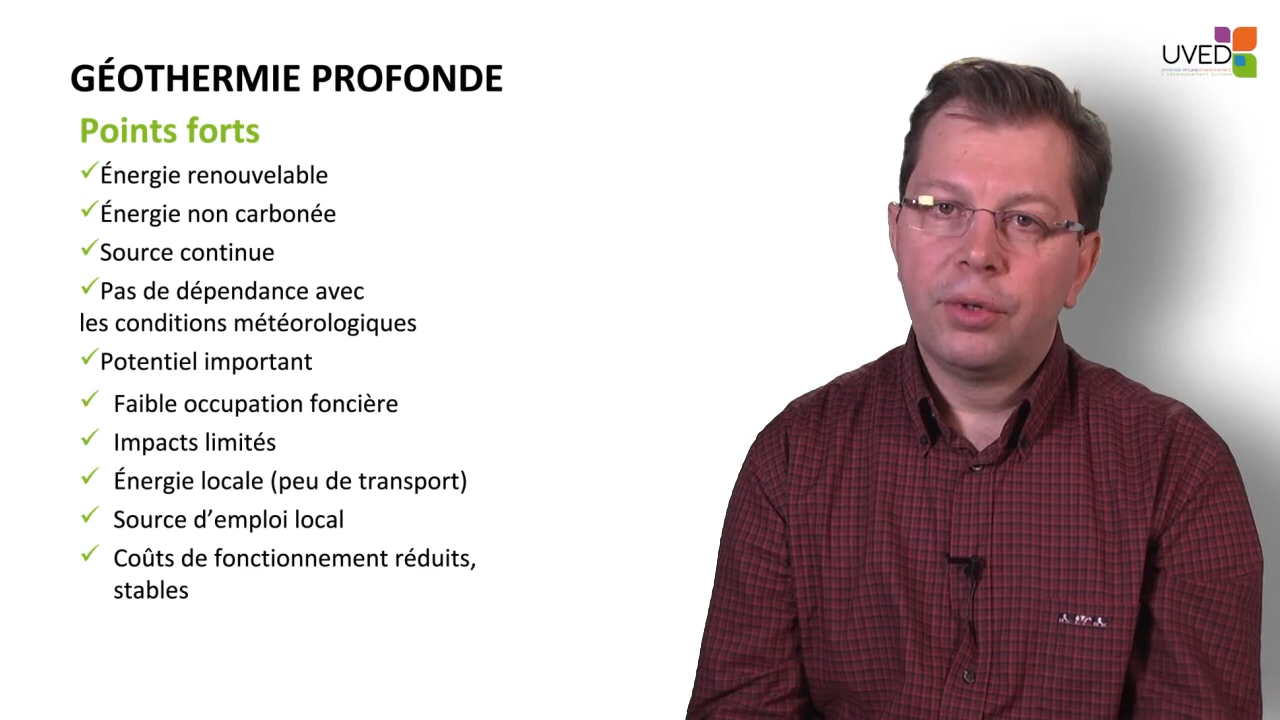 GÉOTHERMIE PROFONDE
Points forts
Énergie renouvelable
Énergie non carbonée
Source continue
Pas de dépendance avec
les conditions météorologiques
Potentiel important
Faible occupation foncière
Impacts limités
Énergie locale (peu de transport)
Source d’emploi local
Coûts de fonctionnement réduits,
stables
UVED